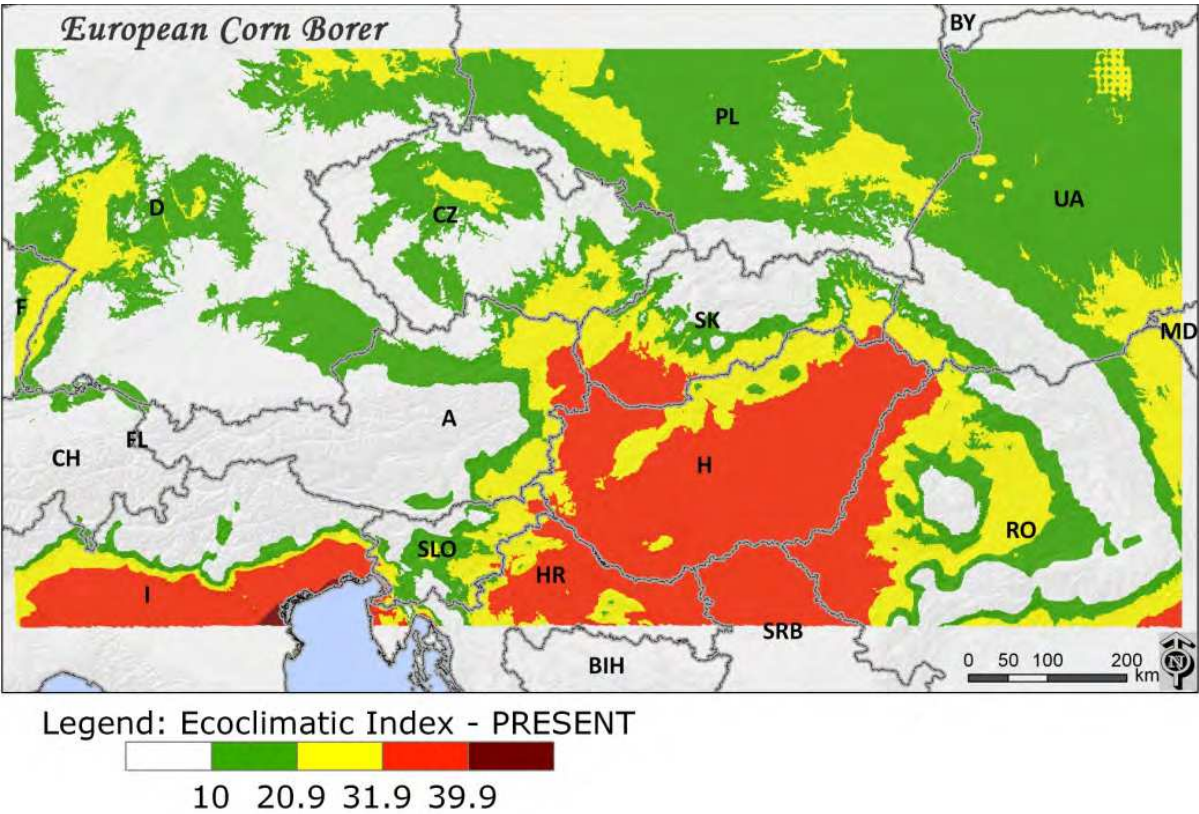 European Corn Borer
BY
PL
D
CZ
UA
F
SK
MD
A
FL
CH
H
RO
SLO
HR
I
SRB
BIH
0 50 100 200
km
N
Legend: Ecoclimatic Index - PRESENT
10 20.9 31.9 39.9